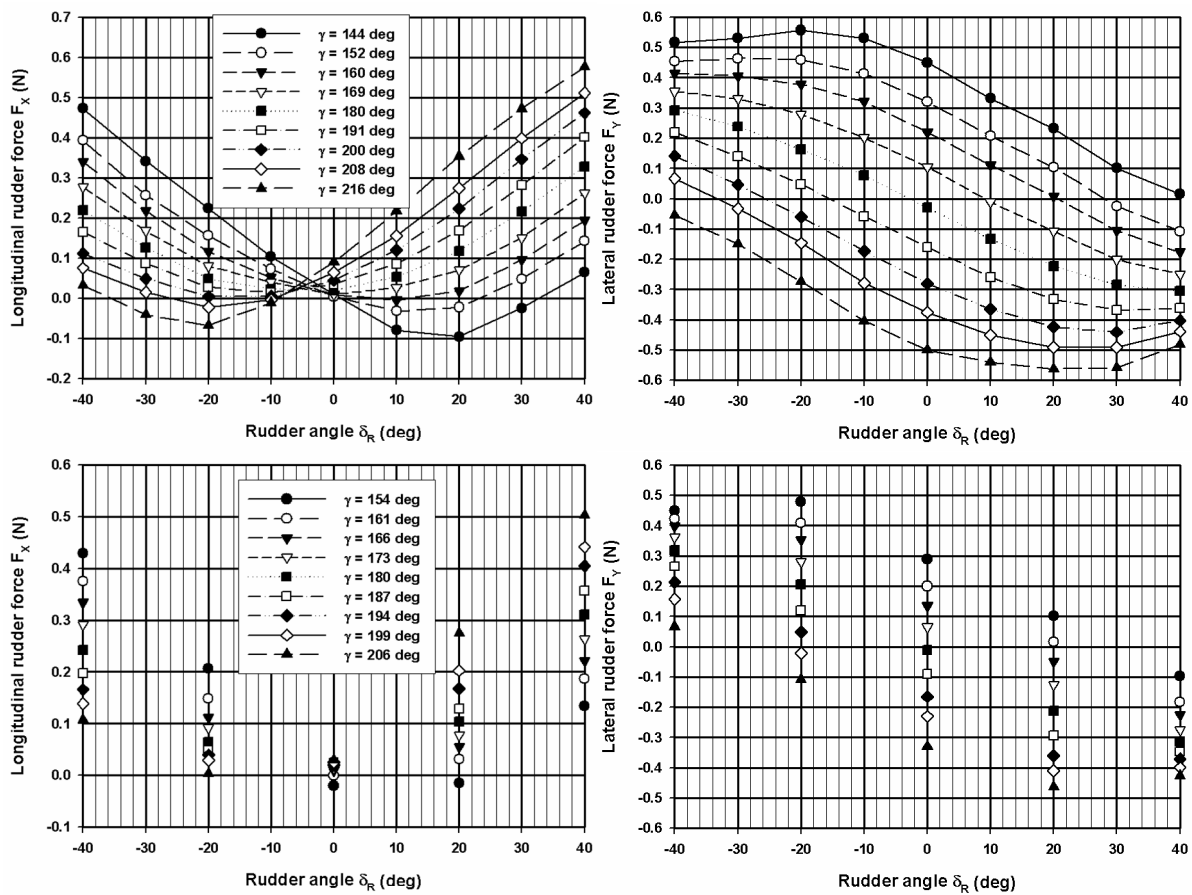 Longitudinal rudder force F_X (N)
0.7
0.6
0.5
0.4
0.3
0.2
0.1
0.0
-0.1
-0.2
γ = 144 deg
γ = 152 deg
γ = 160 deg
γ = 169 deg
γ = 180 deg
γ = 191 deg
γ = 200 deg
γ = 208 deg
γ = 216 deg
-40 -30 -20 -10 0 10 20 30 40
Rudder angle δ_R (deg)
Lateral rudder force F_Y (N)
0.6
0.5
0.4
0.3
0.2
0.1
0.0
-0.1
-0.2
-0.3
-0.4
-0.5
-0.6
-40 -30 -20 -10 0 10 20 30 40
Rudder angle δ_R (deg)
Longitudinal rudder force F_X (N)
0.6
0.5
0.4
0.3
0.2
0.1
0.0
-0.1
γ = 154 deg
γ = 161 deg
γ = 166 deg
γ = 173 deg
γ = 180 deg
γ = 187 deg
γ = 194 deg
γ = 199 deg
γ = 206 deg
-40 -30 -20 -10 0 10 20 30 40
Rudder angle δ_R (deg)
Lateral rudder force F_Y (N)
0.6
0.5
0.4
0.3
0.2
0.1
0.0
-0.1
-0.2
-0.3
-0.4
-0.5
-0.6
-40 -30 -20 -10 0 10 20 30 40
Rudder angle δ_R (deg)